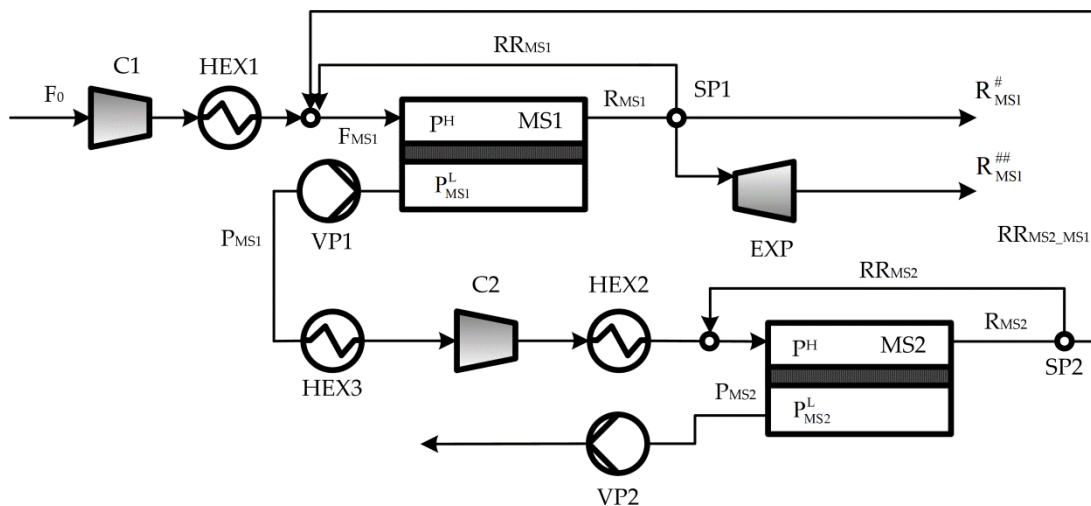 RRMS1
C1
HEX1
SP1
F0
RMS1
R#MS1
PH
MS1
FMS1
PLMS1
R##MS1
PMS1
VP1
EXP
RRMS2_MS1
C2
HEX2
RRMS2
RMS2
PH
MS2
SP2
HEX3
PMS2
PLMS2
VP2